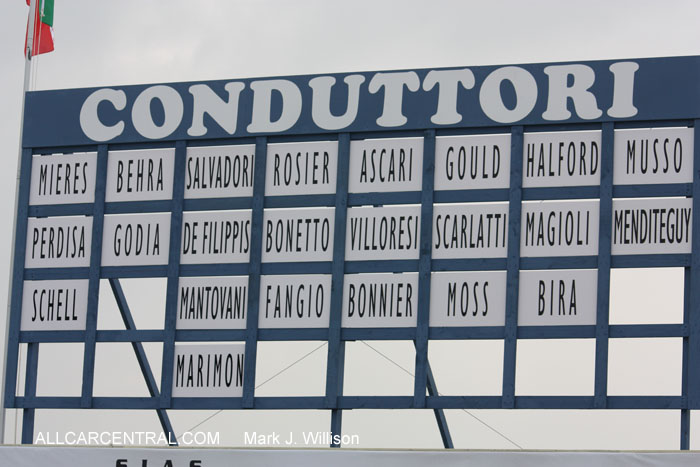 CONDUTTORI
MIERES BEHRA SALVADORI ROSIER ASCARI GOULD HALFORD MUSSO
PERDISA GODIA DE FILIPPIS BONETTO VILLORESI SCARLATTI MAGIOLI MENDITEGUY
SCHELL MANTOVANI FANGIO BONNIER MOSS BIRA
MARIMON
ALLCARCENTRAL.COM Mark J. Willison